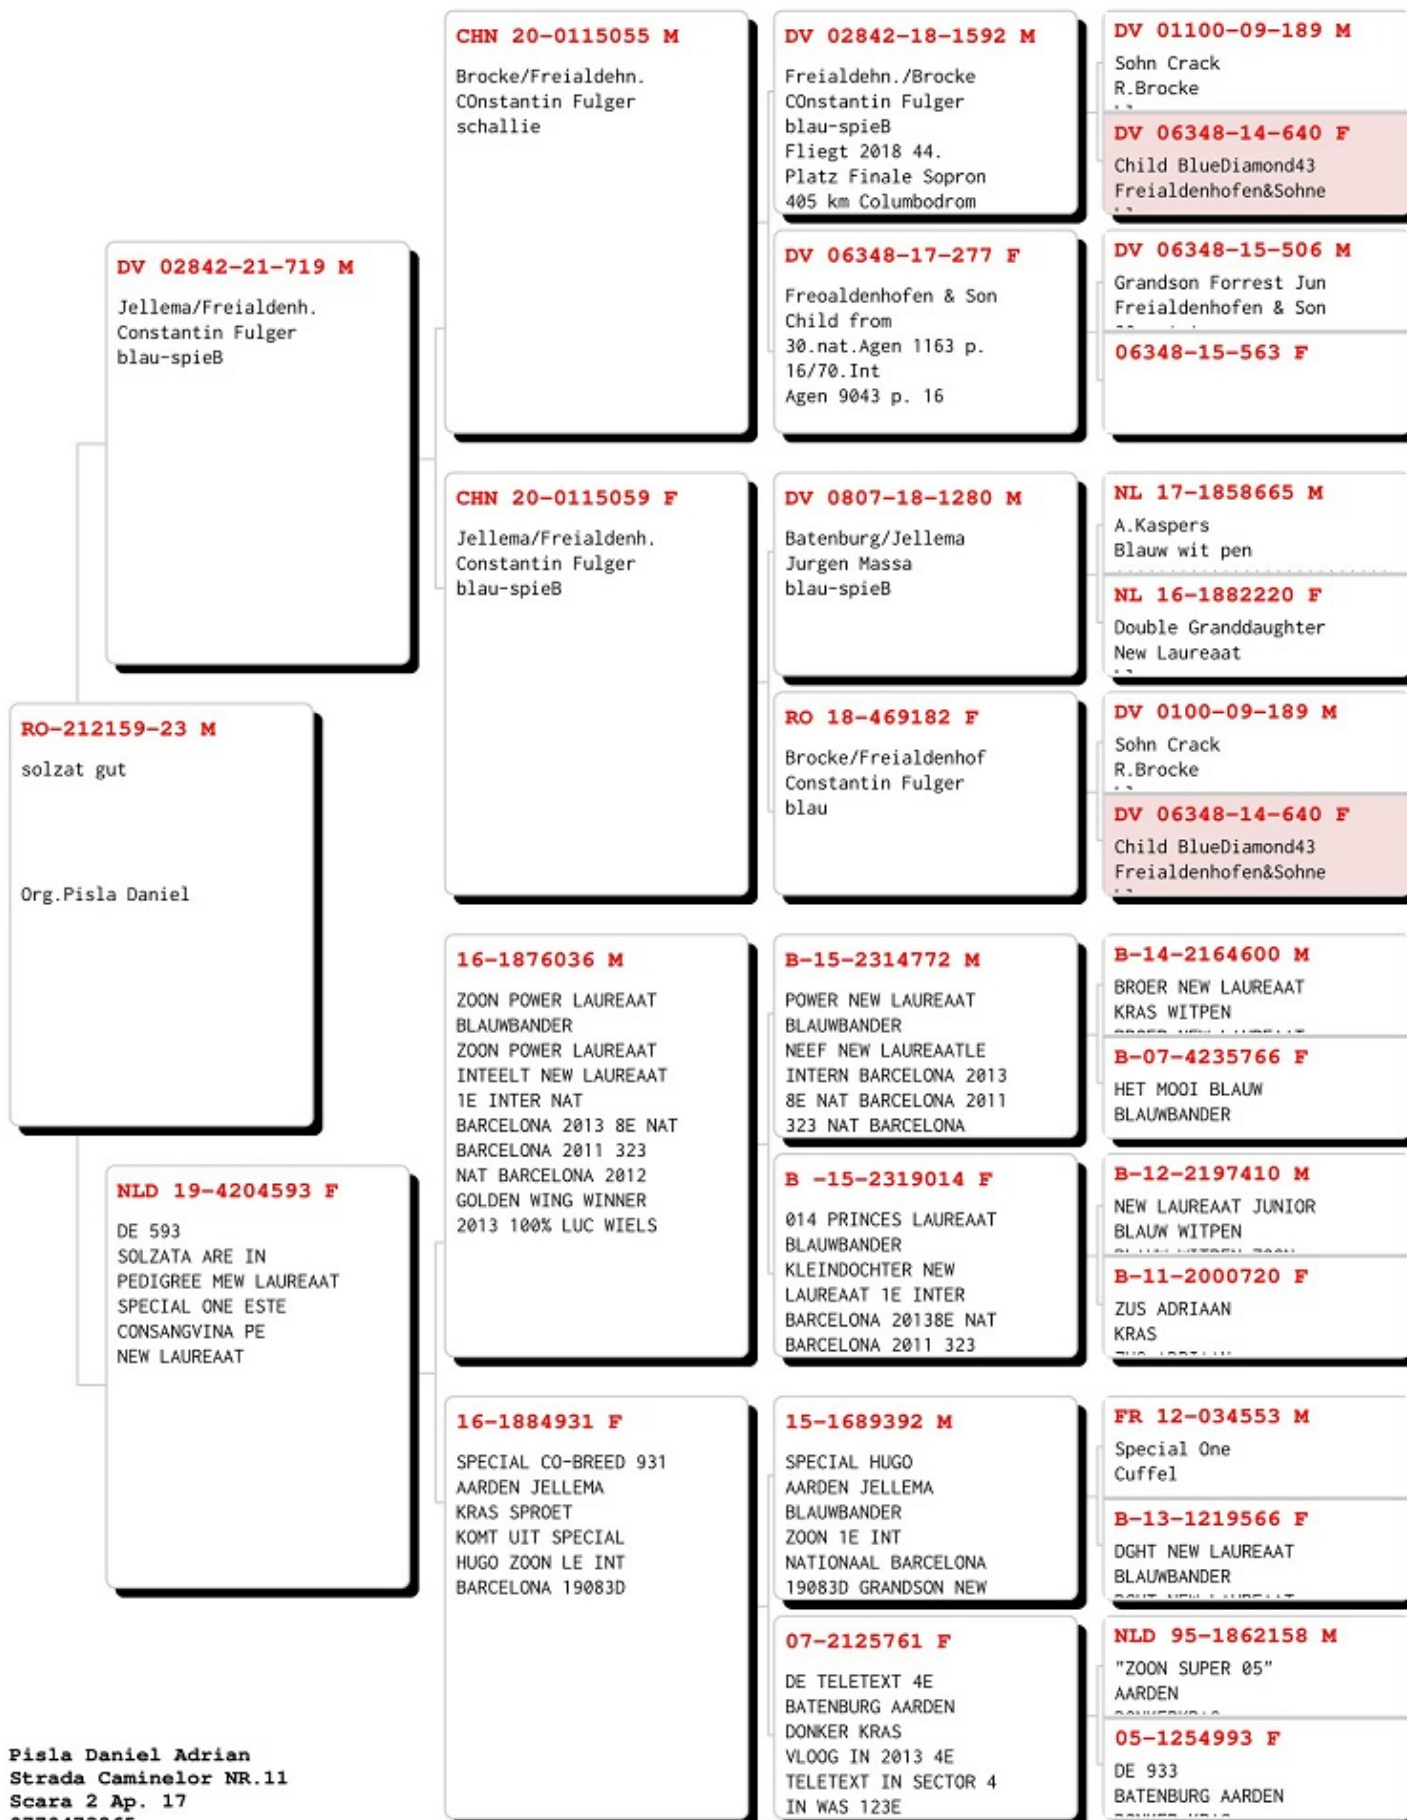 RO-212159-23 M
solzat gut
Org.Pisla Daniel
DV 02842-21-719 M
Jellema/Freialdenh.
Constantin Fulger
blau-spieB
NLD 19-4204593 F
DE 593
SOLZATA ARE IN
PEDIGREE MEW LAUREAAT
SPECIAL ONE ESTE
CONSANGVINA PE
NEW LAUREAAT
CHN 20-0115055 M
Brocke/Freialdehn.
COnstantin Fulger
schallie
CHN 20-0115059 F
Jellema/Freialdenh.
Constantin Fulger
blau-spieB
16-1876036 M
ZOON POWER LAUREAAT
BLAUWBANDER
ZOON POWER LAUREAAT
INTEELT NEW LAUREAAT
1E INTER NAT
BARCELONA 2013 8E NAT
BARCELONA 2011 323
NAT BARCELONA 2012
GOLDEN WING WINNER
2013 100% LUC WIELS
16-1884931 F
SPECIAL CO-BREED 931
AARDEN JELLEMA
KRAS SPROET
KOMT UIT SPECIAL
HUGO ZOON LE INT
BARCELONA 19083D
DV 02842-18-1592 M
Freialdehn./Brocke
COnstantin Fulger
blau-spieB
Fliegt 2018 44.
Platz Finale Sopron
405 km Columbodrom
DV 06348-17-277 F
Freoaldenhofen & Son
Child from
30.nat.Agen 1163 p.
16/70.Int
Agen 9043 p. 16
DV 0807-18-1280 M
Batenburg/Jellema
Jurgen Massa
blau-spieB
RO 18-469182 F
Brocke/Freialdenhof
Constantin Fulger
blau
B-15-2314772 M
POWER NEW LAUREAAT
BLAUWBANDER
NEEF NEW LAUREAATLE
INTERN BARCELONA 2013
8E NAT BARCELONA 2011
323 NAT BARCELONA
B -15-2319014 F
014 PRINCES LAUREAAT
BLAUWBANDER
KLEINDOCHTER NEW
LAUREAAT 1E INTER
BARCELONA 20138E NAT
BARCELONA 2011 323
15-1689392 M
SPECIAL HUGO
AARDEN JELLEMA
BLAUWBANDER
ZOON 1E INT
NATIONAAL BARCELONA
19083D GRANDSON NEW
07-2125761 F
DE TELETEXT 4E
BATENBURG AARDEN
DONKER KRAS
VLOOG IN 2013 4E
TELETEXT IN SECTOR 4
IN WAS 123E
DV 01100-09-189 M
Sohn Crack
R.Brocke
DV 06348-14-640 F
Child BlueDiamond43
Freialdenhofen&Sohne
DV 06348-15-506 M
Grandson Forrest Jun
Freialdenhofen & Son
06348-15-563 F
NL 17-1858665 M
A.Kaspers
Blauw wit pen
NL 16-1882220 F
Double Granddaughter
New Laureaat
DV 0100-09-189 M
Sohn Crack
R.Brocke
DV 06348-14-640 F
Child BlueDiamond43
Freialdenhofen&Sohne
B-14-2164600 M
BROER NEW LAUREAAT
KRAS WITPEN
B-07-4235766 F
HET MOOI BLAUW
BLAUWBANDER
B-12-2197410 M
NEW LAUREAAT JUNIOR
BLAUW WITPEN
B-11-2000720 F
ZUS ADRIAAN
KRAS
FR 12-034553 M
Special One
Cuffel
B-13-1219566 F
DGHT NEW LAUREAAT
BLAUWBANDER
NLD 95-1862158 M
"ZOON SUPER 05"
AARDEN
05-1254993 F
DE 933
BATENBURG AARDEN
Pisla Daniel Adrian
Strada Caminelor NR.11
Scara 2 Ap. 17